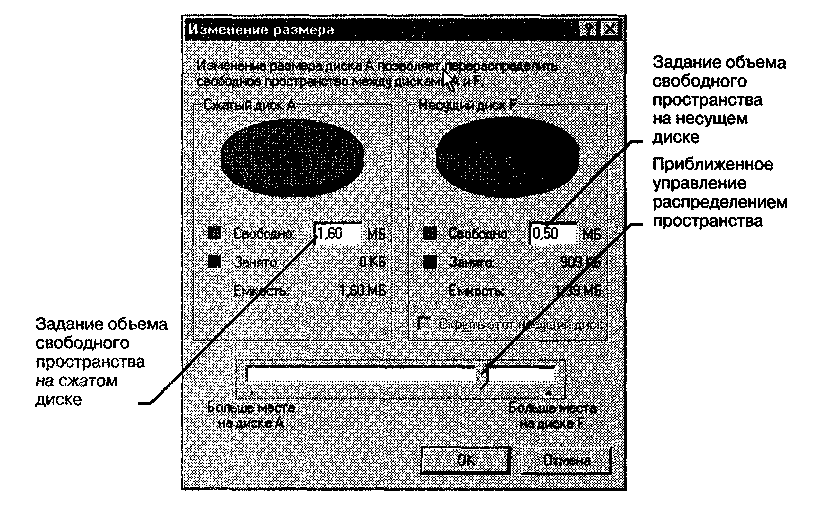 Изменение размера
Изменение размера диска A позволяет перераспределить
свободное пространство между дисками A и F.
Сжатый диск A
Несущий диск F
Свободно
1,60
МБ
Свободно
0,50
МБ
Занято
0 КБ
Занято
909 КБ
Емкость:
1,60 МБ
Емкость:
1,39 МБ
Скрыть этот несущий диск
Больше места
на диске A
Больше места
на диске F
OK
Отмена
Задание объема
свободного
пространства
на несущем
диске
Приближенное
управление
распределением
пространства
Задание объема
свободного
пространства
на сжатом
диске